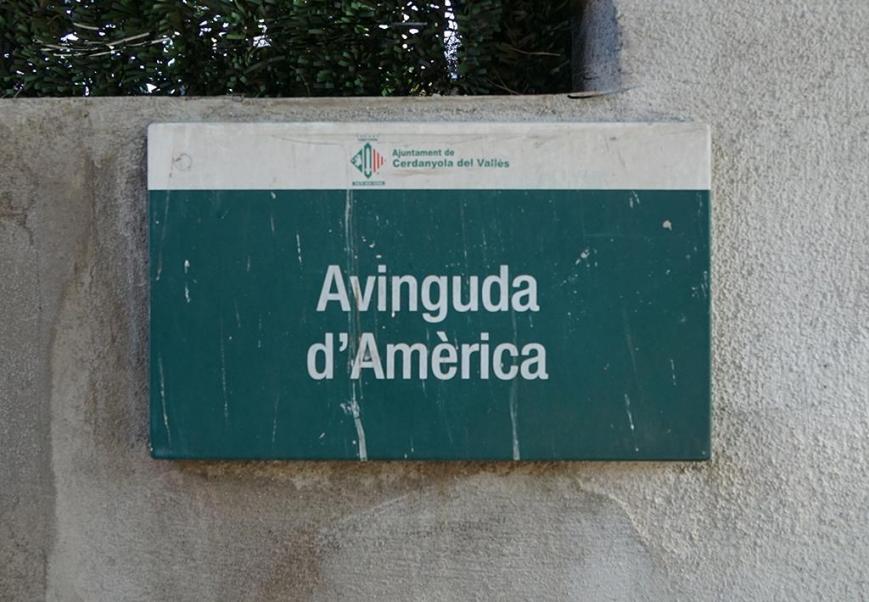 Ajuntament de
Cerdanyola del Vallès
Avinguda
d'Amèrica